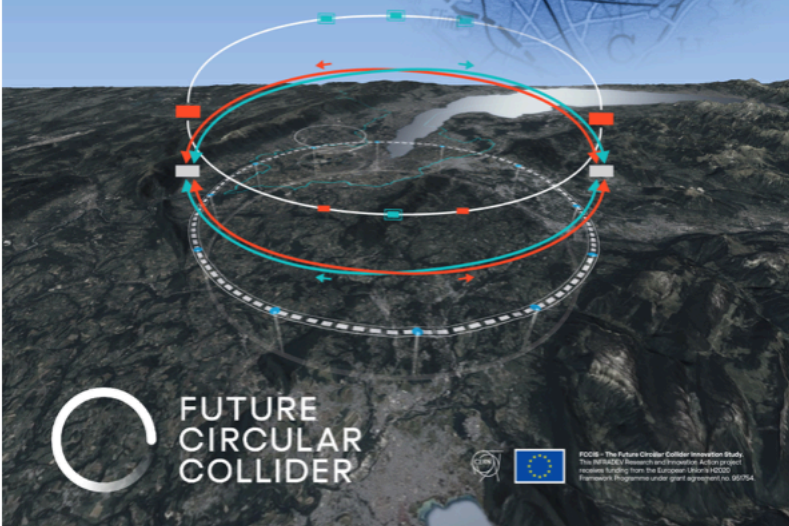 FUTURE
CIRCULAR
COLLIDER
CERN
FCCIS – The Future Circular Collider Innovation Study.
This INFRADEV Research and Innovation Action project
receives funding from the European Union's H2020
Framework Programme under grant agreement no. 951754.